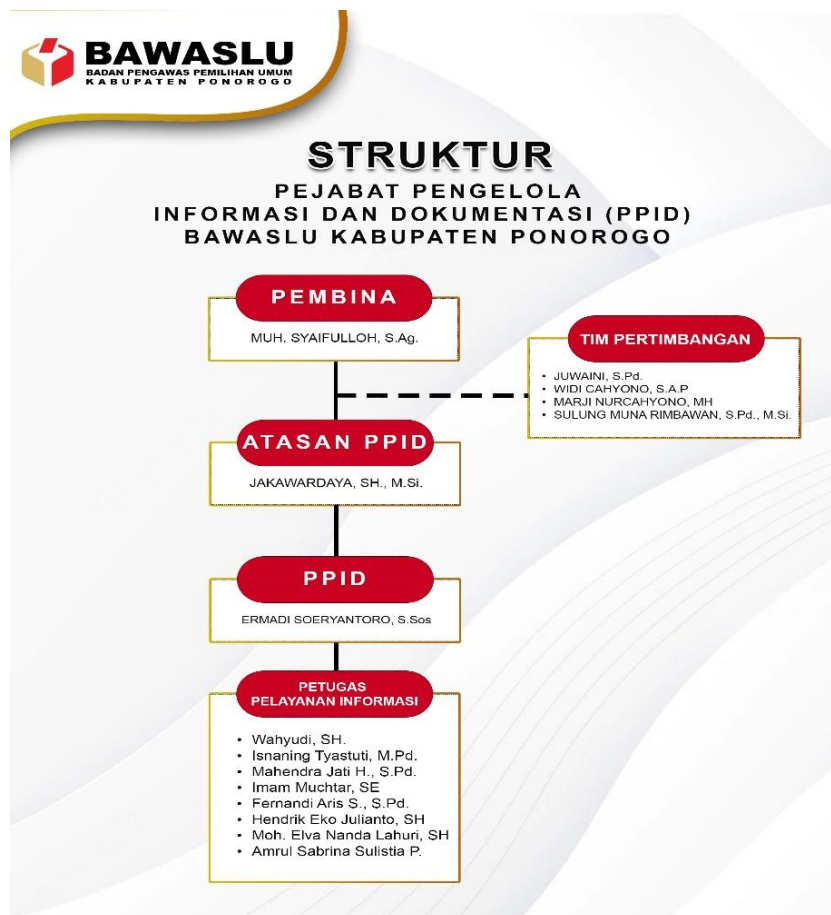 BAWASLU
BADAN PENGAWAS PEMILIHAN UMUM
KABUPATEN PONOROGO
STRUKTUR
PEJABAT PENGELOLA
INFORMASI DAN DOKUMENTASI (PPID)
BAWASLU KABUPATEN PONOROGO
PEMBINA
MUH. SYAIFULLOH, S.Ag.
TIM PERTIMBANGAN
• JUWAINI, S.Pd.
• WIDI CAHYONO, S.A.P
• MARJI NURCAHYONO, MH
• SULUNG MUNA RIMBAWAN, S.Pd., M.Si.
ATASAN PPID
JAKAWARDAYA, SH., M.Si.
PPID
ERMADI SOERYANTORO, S.Sos
PETUGAS
PELAYANAN INFORMASI
• Wahyudi, SH.
• Isnaning Tyastuti, M.Pd.
• Mahendra Jati H., S.Pd.
• Imam Muchtar, SE
• Fernandi Aris S., S.Pd.
• Hendrik Eko Julianto, SH
• Moh. Elva Nanda Lahuri, SH
• Amrul Sabrina Sulistia P.